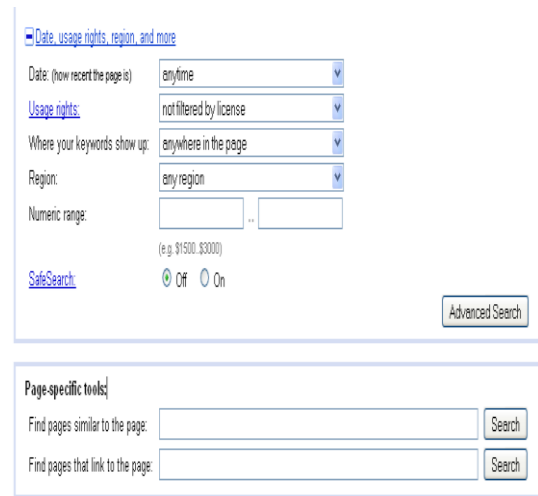 Date, usage rights, region, and more
Date: (how recent the page is) anytime
Usage rights: not filtered by license
Where your keywords show up: anywhere in the page
Region: any region
Numeric range: ..
(e.g. $1500..$3000)
SafeSearch: Off On
Advanced Search
Page-specific tools:
Find pages similar to the page: Search
Find pages that link to the page: Search